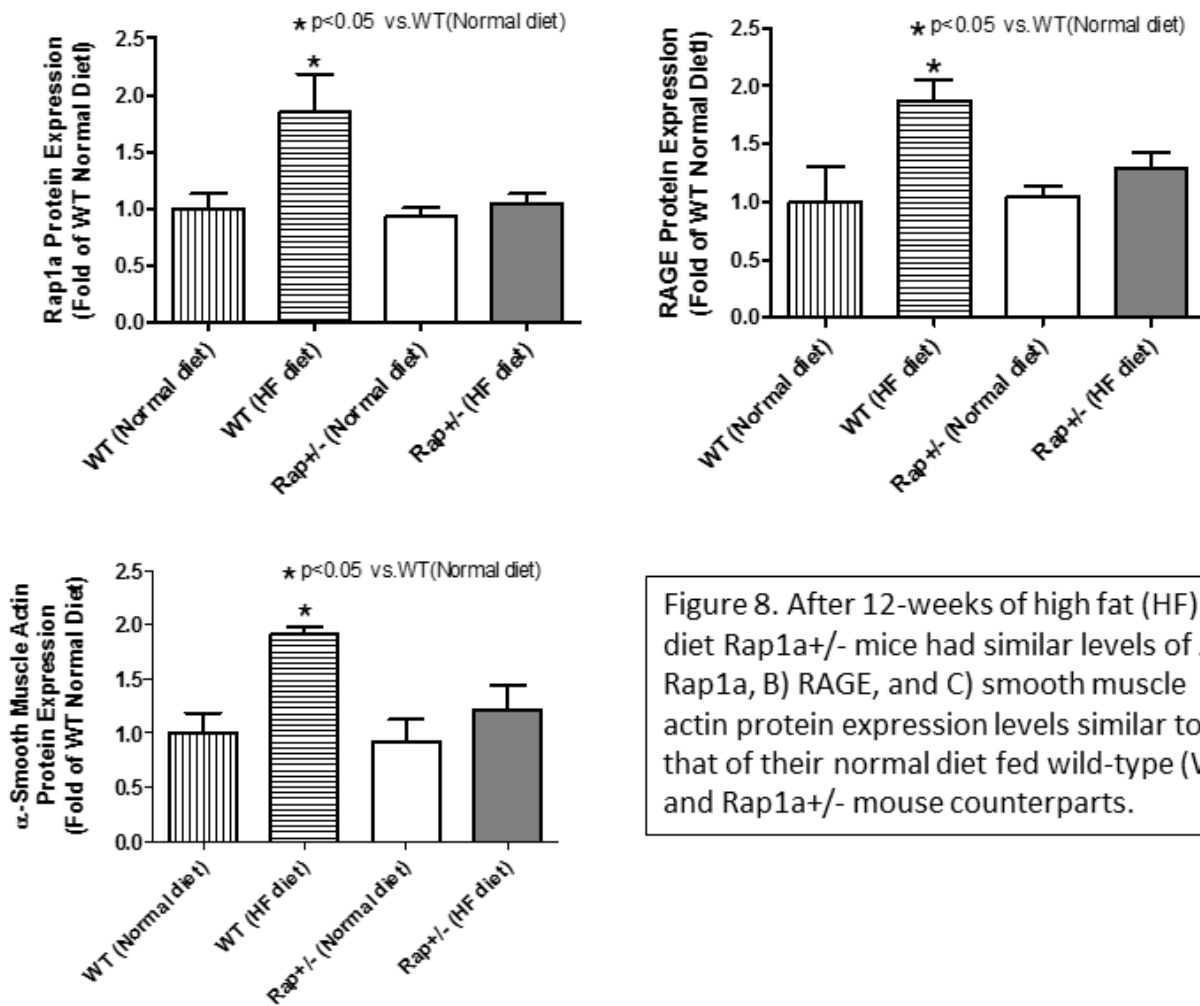 * p<0.05 vs.WT(Normal diet)
*
Rap1a Protein Expression
(Fold of WT Normal Dietl)
2.5
2.0
1.5
1.0
0.5
0.0
WT (Normal diet)
WT (HF diet)
Rap+/- (Normal diet)
Rap+/- (HF diet)
* p<0.05 vs.WT(Normal diet)
*
RAGE Protein Expression
(Fold of WT Normal Dietl)
2.5
2.0
1.5
1.0
0.5
0.0
WT (Normal diet)
WT (HF diet)
Rap+/- (Normal diet)
Rap+/- (HF diet)
* p<0.05 vs.WT(Normal diet)
*
α-Smooth Muscle Actin
Protein Expression
(Fold of WT Normal Diet)
2.5
2.0
1.5
1.0
0.5
0.0
WT (Normal diet)
WT (HF diet)
Rap+/- (Normal diet)
Rap+/- (HF diet)
Figure 8. After 12-weeks of high fat (HF)
diet Rap1a+/- mice had similar levels of
Rap1a, B) RAGE, and C) smooth muscle
actin protein expression levels similar to
that of their normal diet fed wild-type
and Rap1a+/- mouse counterparts.